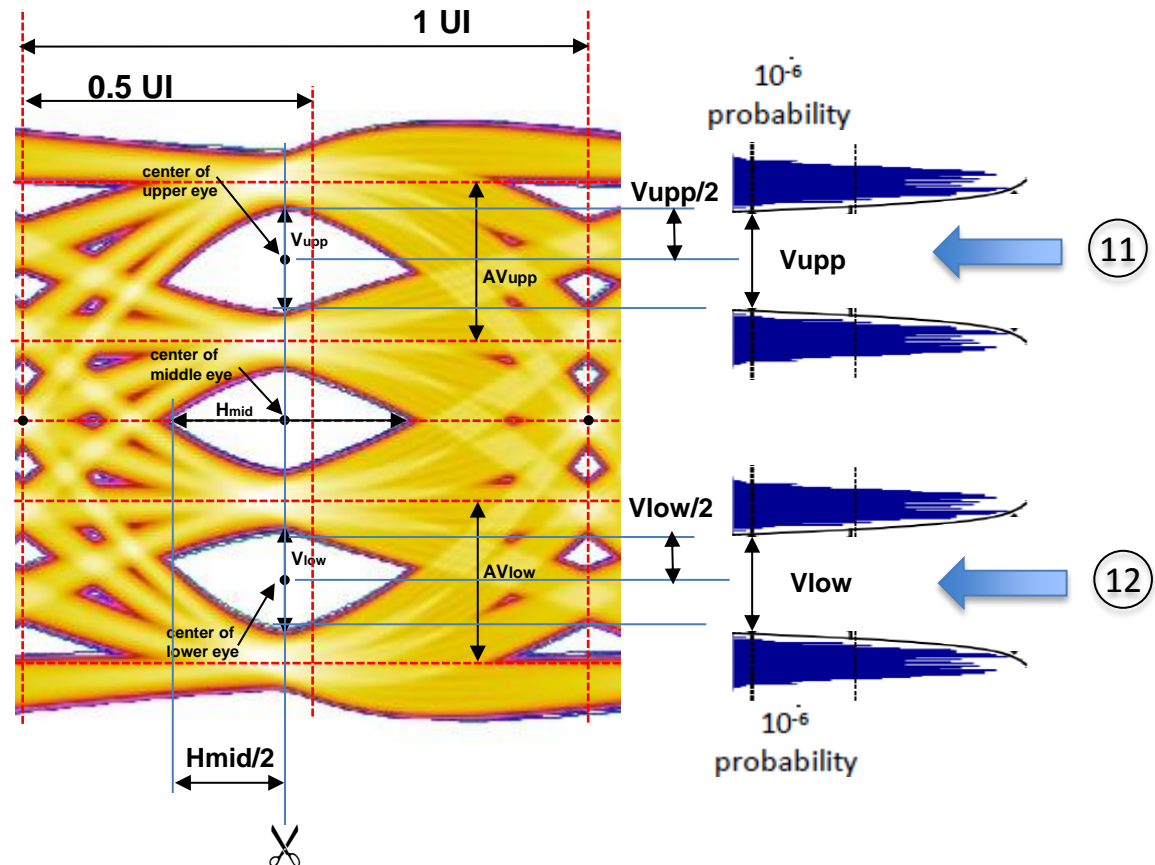 1 UI
0.5 UI
10-6
probability
center of
upper eye
Vupp/2
Vupp
AVupp
Vupp
11
center of
middle eye
Hmid
Vlow/2
Vlow
AVlow
Vlow
12
center of
lower eye
10-6
probability
Hmid/2